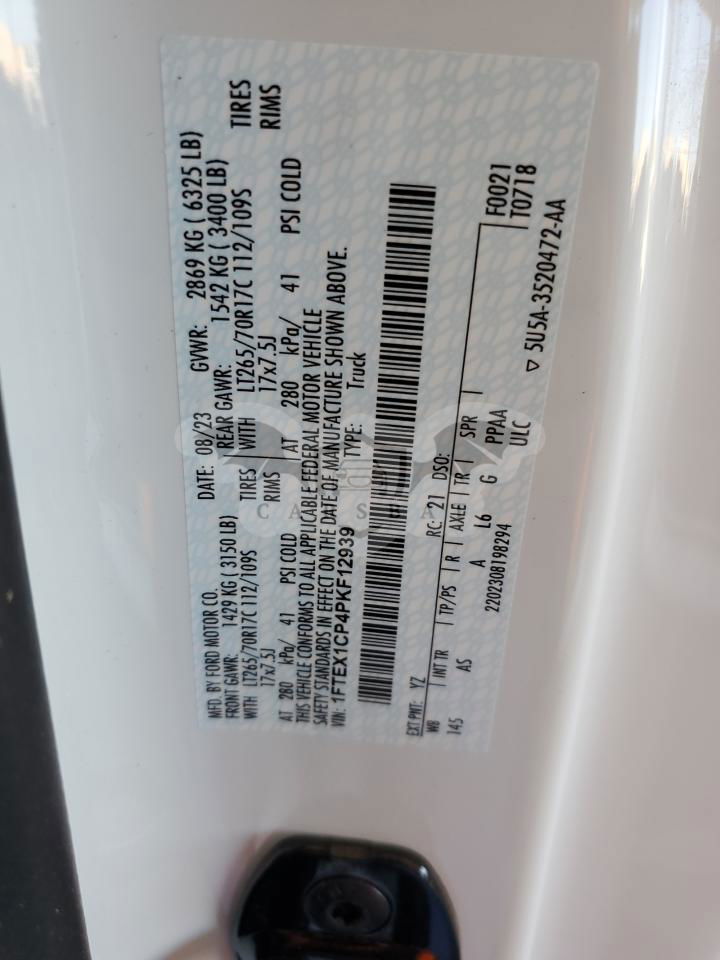 MFD. BY FORD MOTOR CO. DATE: 08/23 GVWR: 2869 KG ( 6325 LB)
FRONT GAWR: 1429 KG ( 3150 LB) REAR GAWR: 1542 KG ( 3400 LB)
WITH LT265/70R17C 112/109S TIRES WITH LT265/70R17C 112/109S TIRES
17x7.5J RIMS 17x7.5J RIMS
AT 280 kPa/ 41 PSI COLD AT 280 kPa/ 41 PSI COLD
THIS VEHICLE CONFORMS TO ALL APPLICABLE FEDERAL MOTOR VEHICLE
SAFETY STANDARDS IN EFFECT ON THE DATE OF MANUFACTURE SHOWN ABOVE.
VIN: 1FTEX1CP4PKF12939 TYPE: Truck
EXT PNT: YZ RC: 21 DSO: F0021
WB INT TR TP/PS R AXLE TR SPR T0718
145 AS A L6 G PPAA
2202308198294 ULC
▽ 5U5A-3520472-AA